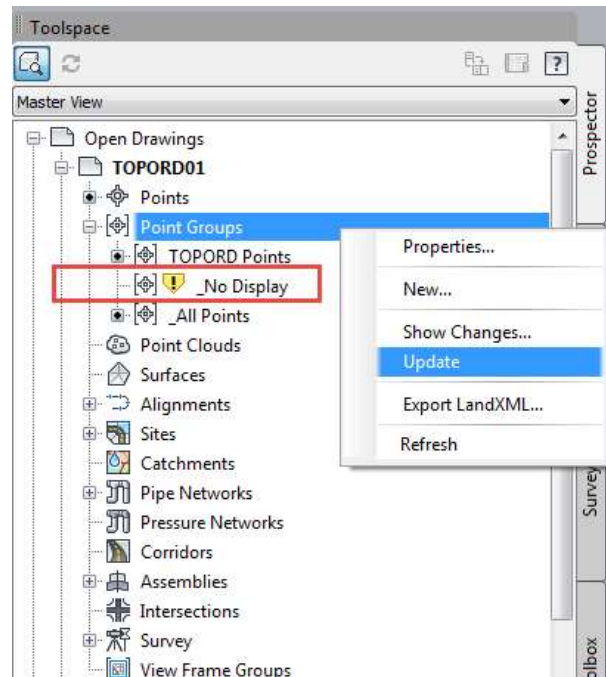 Toolspace
?
Master View
Open Drawings
TOPORD01
Points
Point Groups
TOPORD Points
_No Display
_All Points
Point Clouds
Surfaces
Alignments
Sites
Catchments
Pipe Networks
Pressure Networks
Corridors
Assemblies
Intersections
Survey
View Frame Groups
Properties...
New...
Show Changes...
Update
Export LandXML...
Refresh
Prospector
Survey
olbox